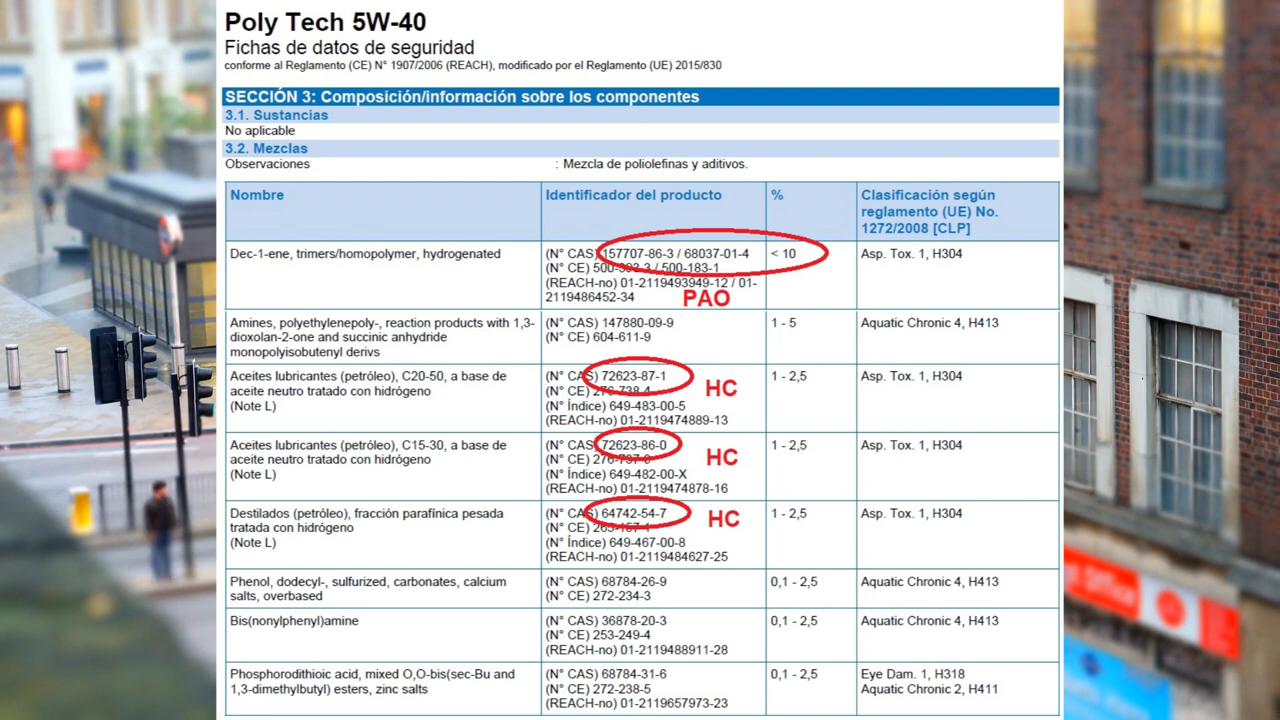 Poly Tech 5W-40
Fichas de datos de seguridad
conforme al Reglamento (CE) N° 1907/2006 (REACH), modificado por el Reglamento (UE) 2015/830
SECCIÓN 3: Composición/información sobre los componentes
3.1. Sustancias
No aplicable
3.2. Mezclas
Observaciones : Mezcla de poliolefinas y aditivos.
Nombre Identificador del producto % Clasificación según
reglamento (UE) No.
1272/2008 [CLP]
Dec-1-ene, trimers/homopolymer, hydrogenated (N° CAS) 157707-86-3 / 68037-01-4 < 10 Asp. Tox. 1, H304
(N° CE) / 500-183-1
(REACH-no) 01-2119493949-12 / 01-
2119486452-34 PAO
Amines, polyethylenepoly-, reaction products with 1,3- (N° CAS) 147880-09-9 1 - 5 Aquatic Chronic 4, H413
dioxolan-2-one and succinic anhydride (N° CE) 604-611-9
monopolyisobutenyl derivs
Aceites lubricantes (petróleo), C20-50, a base de (N° CAS) 72623-87-1 1 - 2,5 Asp. Tox. 1, H304
aceite neutro tratado con hidrógeno (N° CE) HC
(Note L) (N° Índice) 649-483-00-5
(REACH-no) 01-2119474889-13
Aceites lubricantes (petróleo), C15-30, a base de (N° CAS) 72623-86-0 1 - 2,5 Asp. Tox. 1, H304
aceite neutro tratado con hidrógeno (N° CE) HC
(Note L) (N° Índice) 649-482-00-X
(REACH-no) 01-2119474878-16
Destilados (petróleo), fracción parafínica pesada (N° CAS) 64742-54-7 1 - 2,5 Asp. Tox. 1, H304
tratada con hidrógeno (N° CE) HC
(Note L) (N° Índice) 649-467-00-8
(REACH-no) 01-2119484627-25
Phenol, dodecyl-, sulfurized, carbonates, calcium (N° CAS) 68784-26-9 0,1 - 2,5 Aquatic Chronic 4, H413
salts, overbased (N° CE) 272-234-3
Bis(nonylphenyl)amine (N° CAS) 36878-20-3 0,1 - 2,5 Aquatic Chronic 4, H413
(N° CE) 253-249-4
(REACH-no) 01-2119488911-28
Phosphorodithioic acid, mixed O,O-bis(sec-Bu and (N° CAS) 68784-31-6 0,1 - 2,5 Eye Dam. 1, H318
1,3-dimethylbutyl) esters, zinc salts (N° CE) 272-238-5 Aquatic Chronic 2, H411
(REACH-no) 01-2119657973-23
Office